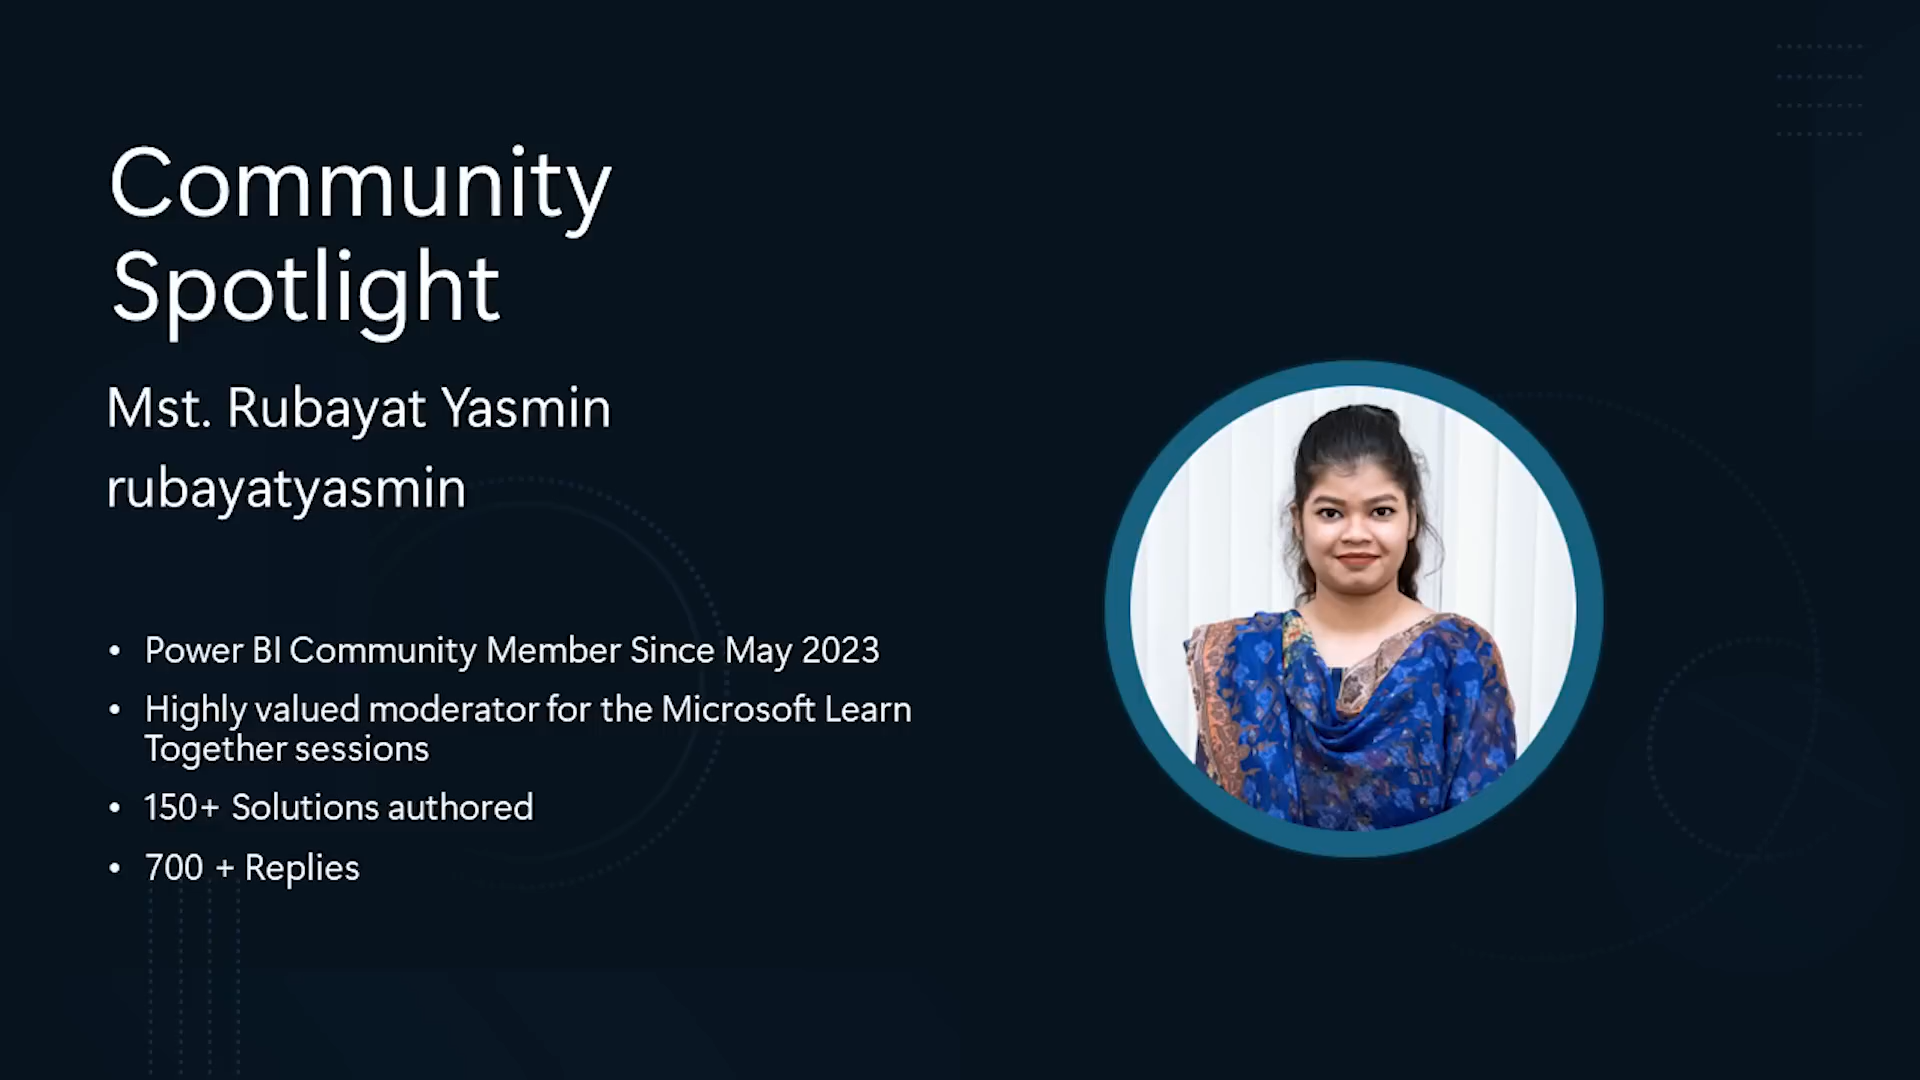 Community
Spotlight
Mst. Rubayat Yasmin
rubayatyasmin
• Power BI Community Member Since May 2023
• Highly valued moderator for the Microsoft Learn
Together sessions
• 150+ Solutions authored
• 700 + Replies